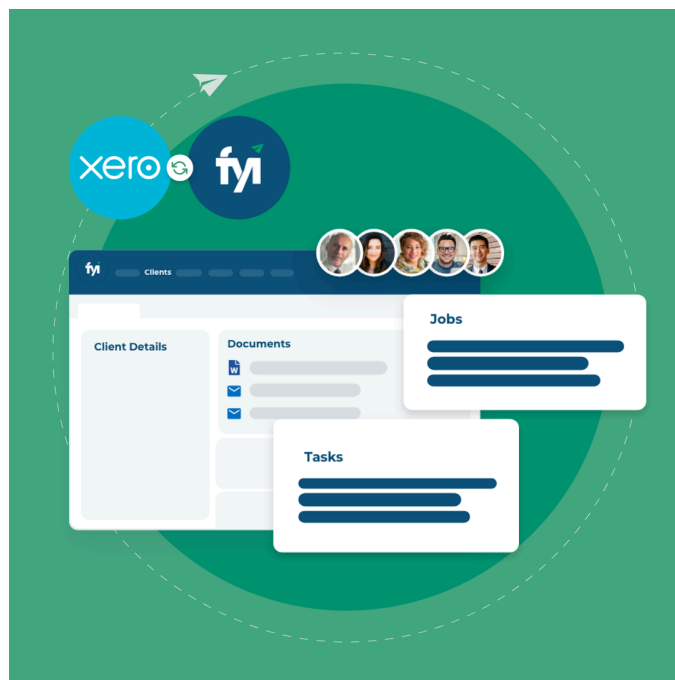 xero
fyi
fyi
Clients
Jobs
Client Details
Documents
W
Tasks